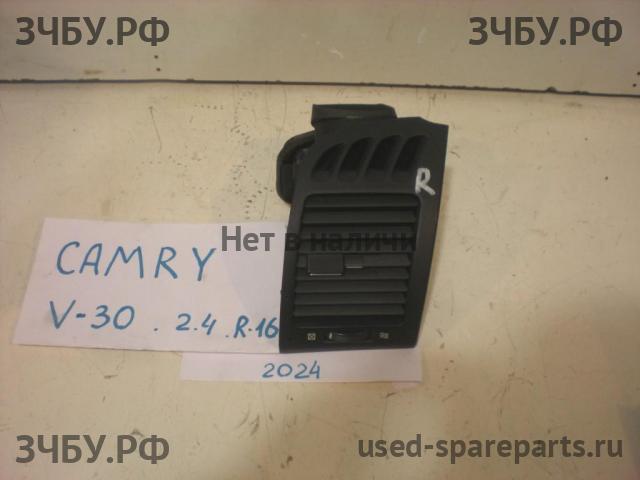 ЗЧБУ.РФ
ЗЧБУ.РФ
R
Нет в наличи
CAMRY
V-30 . 2.4 . R-16
2024
ЗЧБУ.РФ
used-spareparts.ru